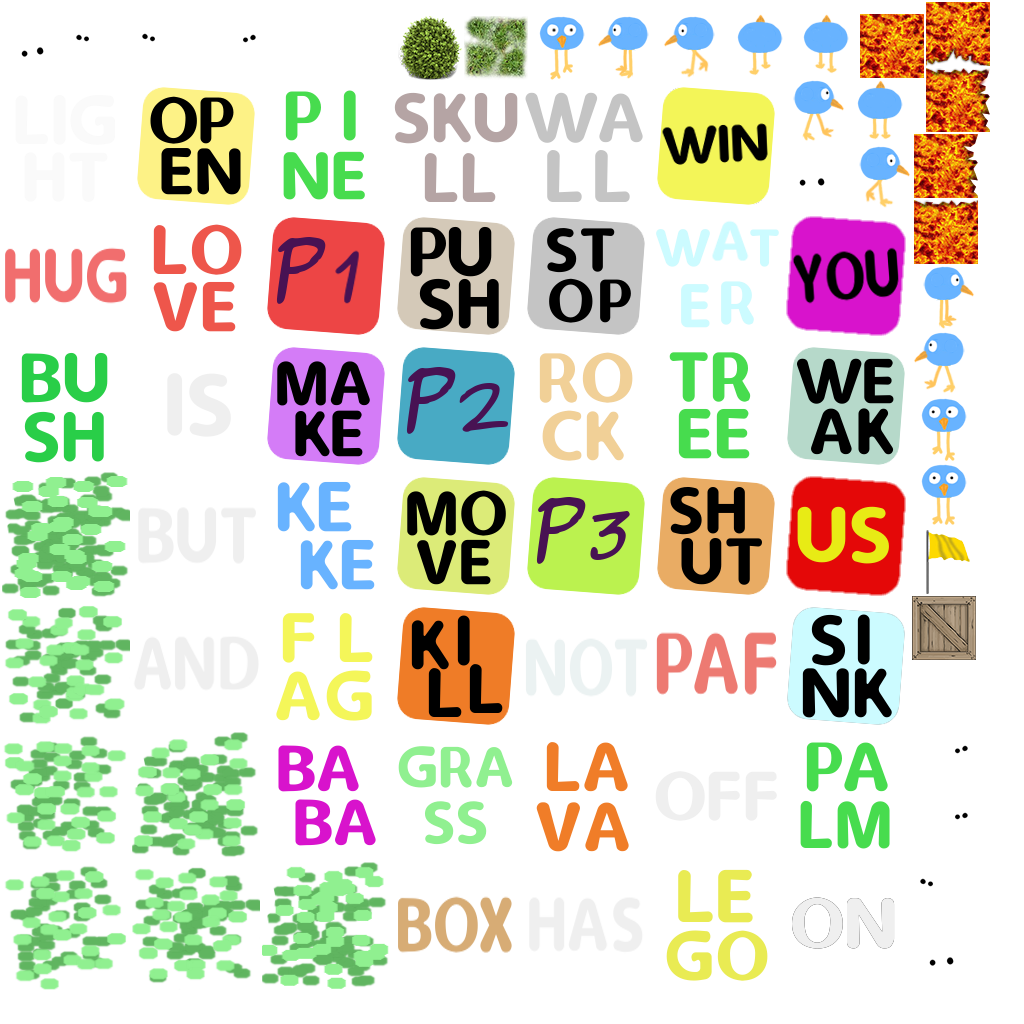 LIG
HT
OP
EN
PI
NE
SKU
LL
WA
LL
WIN
HUG
LO
VE
P1
PU
SH
ST
OP
WAT
ER
YOU
BU
SH
IS
MA
KE
P2
RO
CK
TR
EE
WE
AK
BUT
KE
KE
MO
VE
P3
SH
UT
US
AND
FL
AG
KI
LL
NOT
PAF
SI
NK
BA
BA
GRA
SS
LA
VA
OFF
PA
LM
BOX
HAS
LE
GO
ON